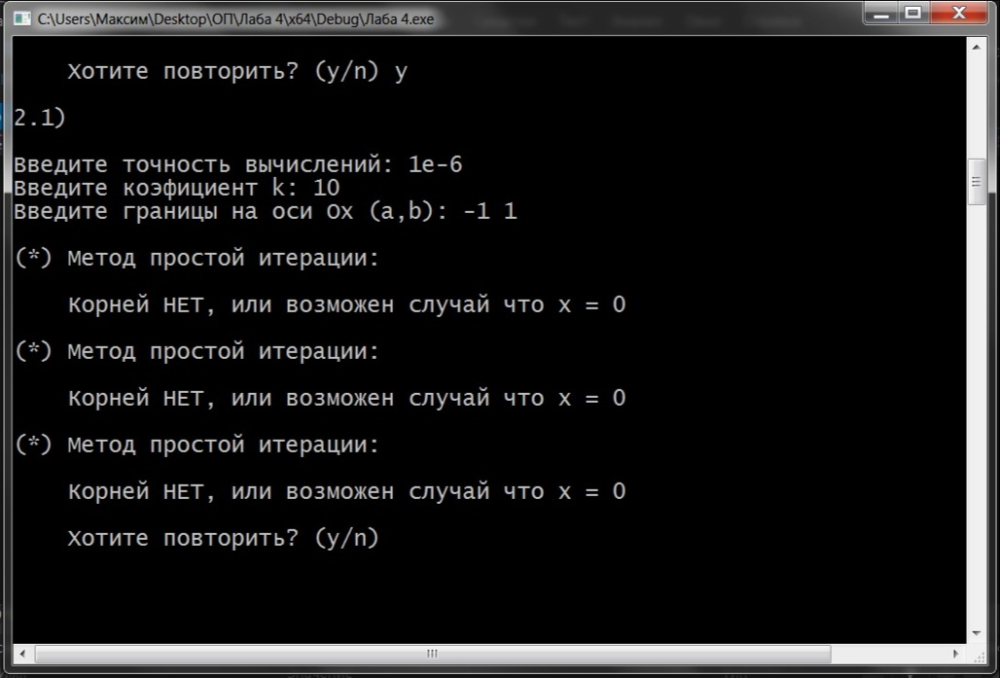 C:\Users\Максим\Desktop\ОП\Лаба 4\x64\Debug\Лаба 4.exe
Хотите повторить? (y/n) y
2.1)
Введите точность вычислений: 1e-6
Введите коэфициент k: 10
Введите границы на оси Ox (a,b): -1 1
(*) Метод простой итерации:
Корней НЕТ, или возможен случай что x = 0
(*) Метод простой итерации:
Корней НЕТ, или возможен случай что x = 0
(*) Метод простой итерации:
Корней НЕТ, или возможен случай что x = 0
Хотите повторить? (y/n)